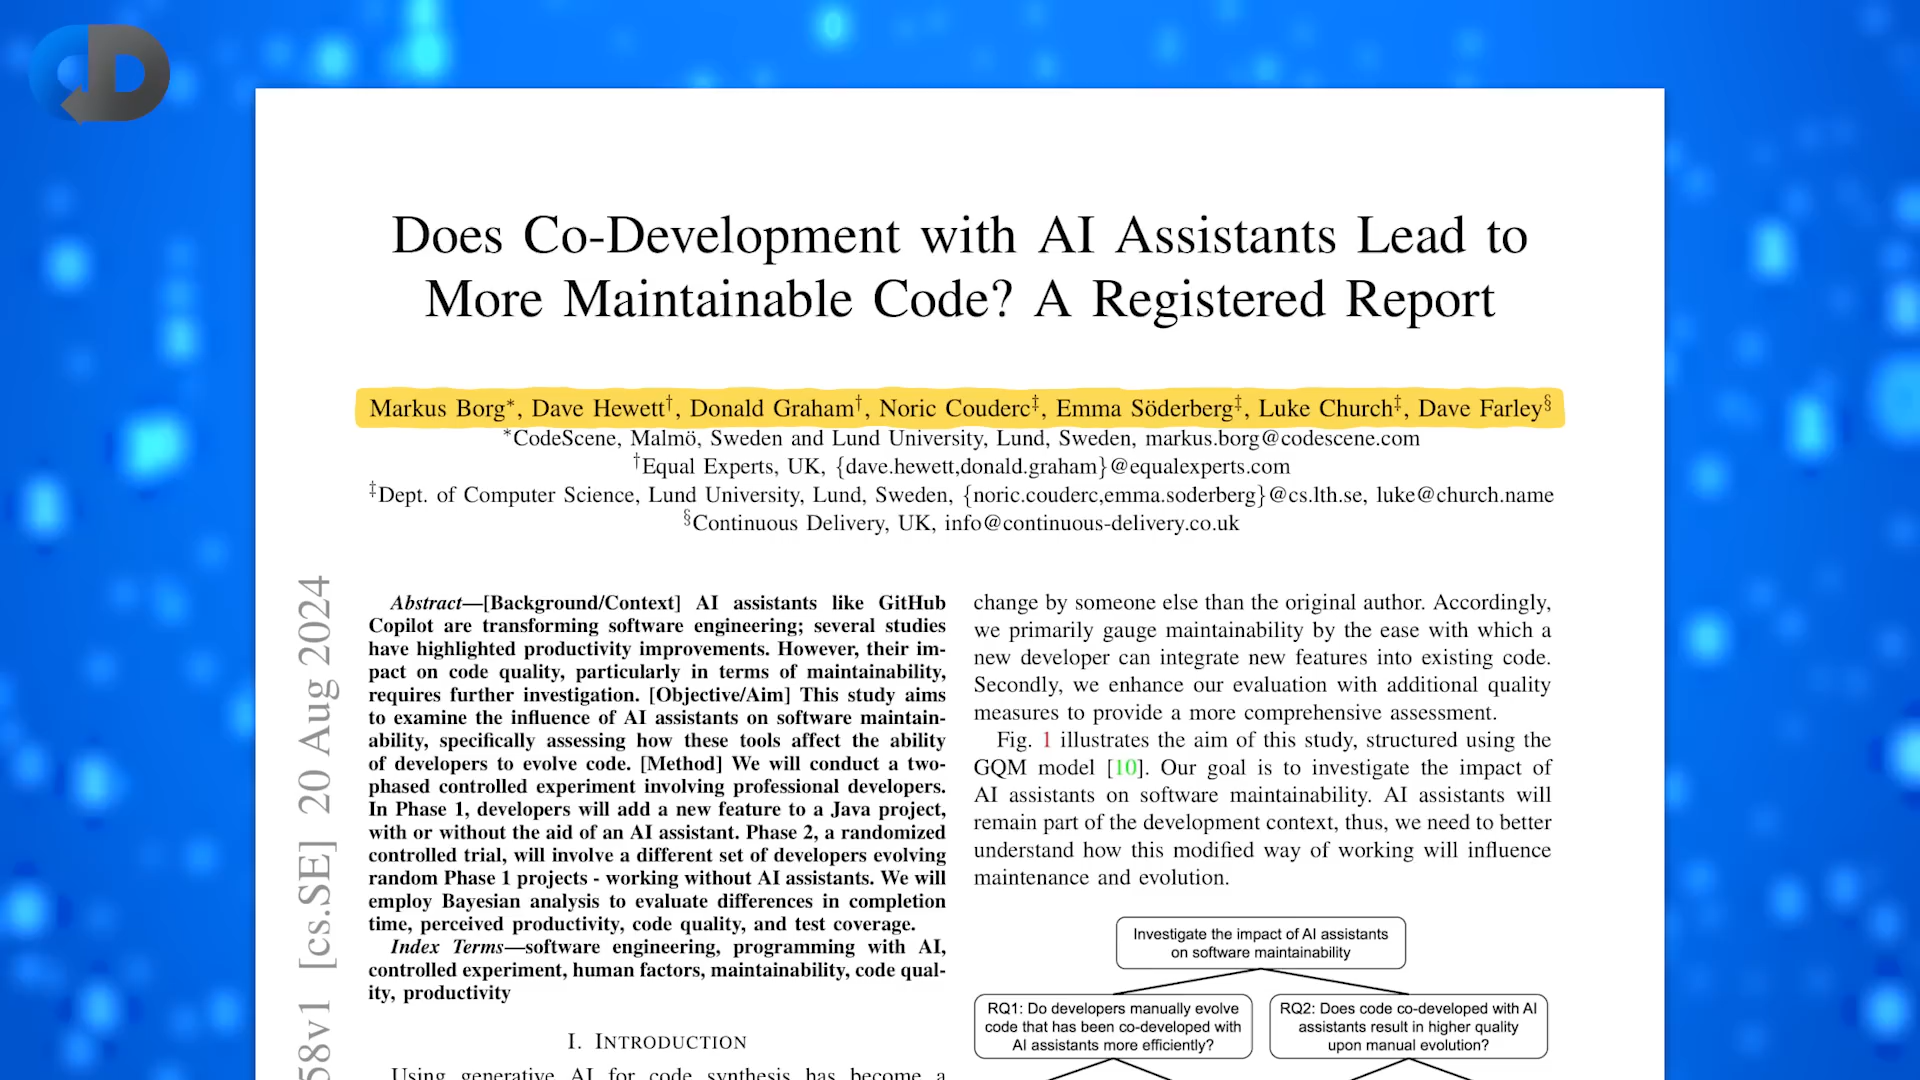 Does Co-Development with AI Assistants Lead to
More Maintainable Code? A Registered Report
Markus Borg*, Dave Hewett†, Donald Graham†, Noric Couderc‡, Emma Söderberg‡, Luke Church‡, Dave Farley§
*CodeScene, Malmö, Sweden and Lund University, Lund, Sweden, markus.borg@codescene.com
†Equal Experts, UK, {dave.hewett,donald.graham}@equalexperts.com
‡Dept. of Computer Science, Lund University, Lund, Sweden, {noric.couderc,emma.soderberg}@cs.lth.se, luke@church.name
§Continuous Delivery, UK, info@continuous-delivery.co.uk
58v1 [cs.SE] 20 Aug 2024
Abstract—[Background/Context] AI assistants like GitHub
Copilot are transforming software engineering; several studies
have highlighted productivity improvements. However, their im-
pact on code quality, particularly in terms of maintainability,
requires further investigation. [Objective/Aim] This study aims
to examine the influence of AI assistants on software maintain-
ability, specifically assessing how these tools affect the ability
of developers to evolve code. [Method] We will conduct a two-
phased controlled experiment involving professional developers.
In Phase 1, developers will add a new feature to a Java project,
with or without the aid of an AI assistant. Phase 2, a randomized
controlled trial, will involve a different set of developers evolving
random Phase 1 projects - working without AI assistants. We will
employ Bayesian analysis to evaluate differences in completion
time, perceived productivity, code quality, and test coverage.
Index Terms—software engineering, programming with AI,
controlled experiment, human factors, maintainability, code qual-
ity, productivity
I. INTRODUCTION
Using generative AI for code synthesis has become a
change by someone else than the original author. Accordingly,
we primarily gauge maintainability by the ease with which a
new developer can integrate new features into existing code.
Secondly, we enhance our evaluation with additional quality
measures to provide a more comprehensive assessment.
Fig. 1 illustrates the aim of this study, structured using the
GQM model [10]. Our goal is to investigate the impact of
AI assistants on software maintainability. AI assistants will
remain part of the development context, thus, we need to better
understand how this modified way of working will influence
maintenance and evolution.
Investigate the impact of AI assistants
on software maintainability
RQ1: Do developers manually evolve
code that has been co-developed with
AI assistants more efficiently?
RQ2: Does code co-developed with AI
assistants result in higher quality
upon manual evolution?